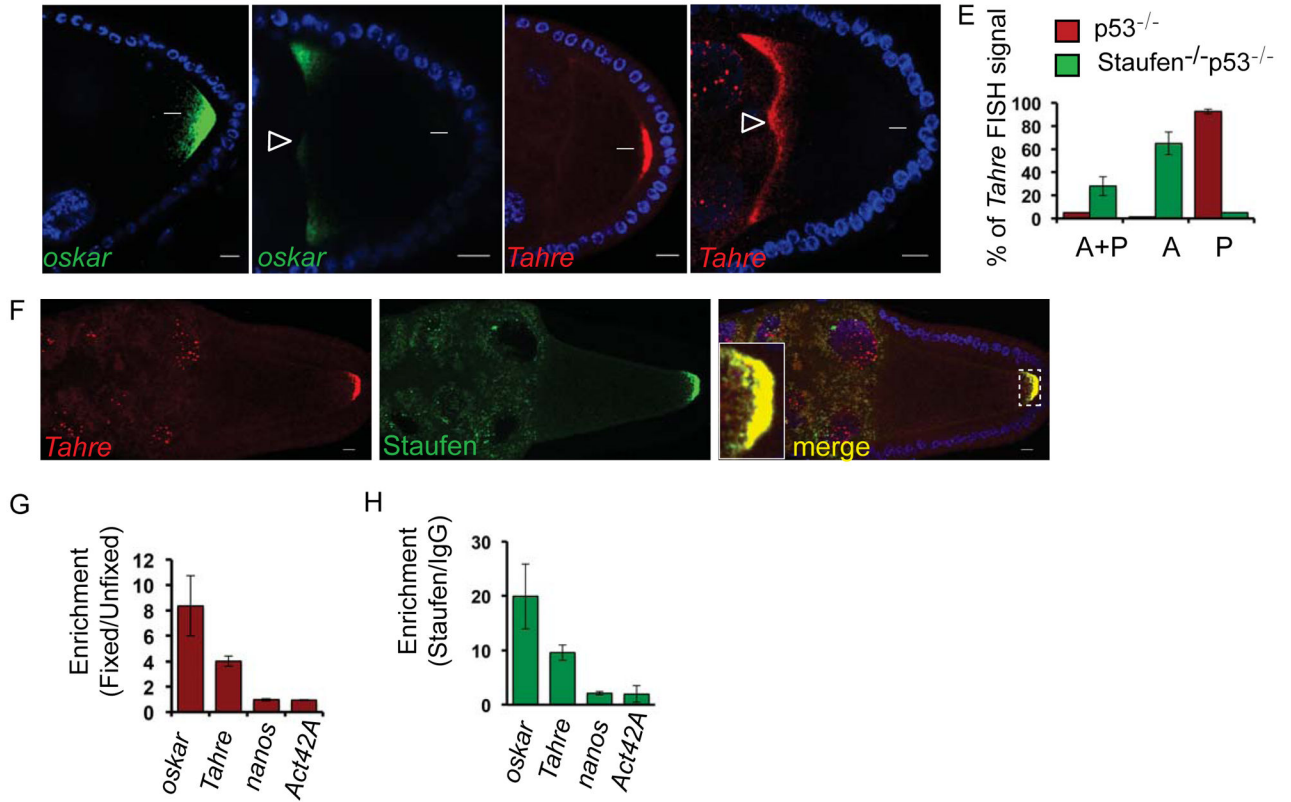 oskar
oskar
Tahre
Tahre
E
p53-/-
Staufen-/-p53-/-
% of Tahre FISH signal
100
80
60
40
20
0
A+P
A
P
F
Tahre
Staufen
merge
G
Enrichment
(Fixed/Unfixed)
12
10
8
6
4
2
0
oskar
Tahre
nanos
Act42A
H
Enrichment
(Staufen/IgG)
30
20
10
0
oskar
Tahre
nanos
Act42A